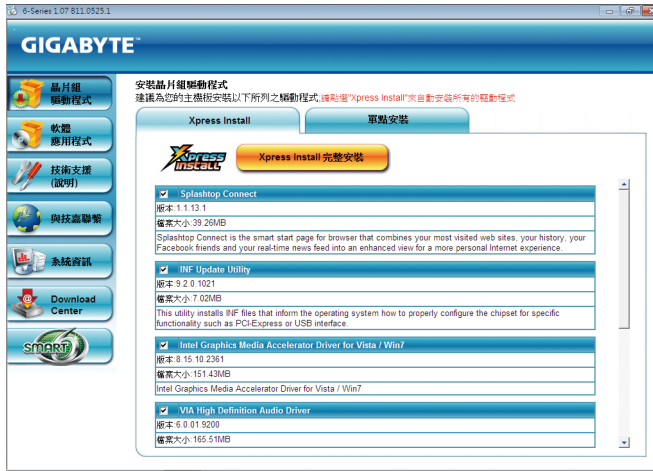 6-Series 1.07 B11.0525.1
GIGABYTE™
晶片組
驅動程式
軟體
應用程式
技術支援
(說明)
與技嘉聯繫
系統資訊
Download
Center
SMART
安裝晶片組驅動程式
建議為您的主機板安裝以下所列之驅動程式,請點選"Xpress Install"來自動安裝所有的驅動程式
Xpress Install
單點安裝
Xpress
INSTALL
Xpress Install 完整安裝
Splashtop Connect
版本:1.1.13.1
檔案大小:39.26MB
Splashtop Connect is the smart start page for browser that combines your most visited web sites, your history, your
Facebook friends and your real-time news feed into an enhanced view for a more personal Internet experience.
INF Update Utility
版本:9.2.0.1021
檔案大小:7.02MB
This utility installs INF files that inform the operating system how to properly configure the chipset for specific
functionality such as PCI-Express or USB interface.
Intel Graphics Media Accelerator Driver for Vista / Win7
版本:8.15.10.2361
檔案大小:151.43MB
Intel Graphics Media Accelerator Driver for Vista / Win7
VIA High Definition Audio Driver
版本:6.0.01.9200
檔案大小:165.51MB